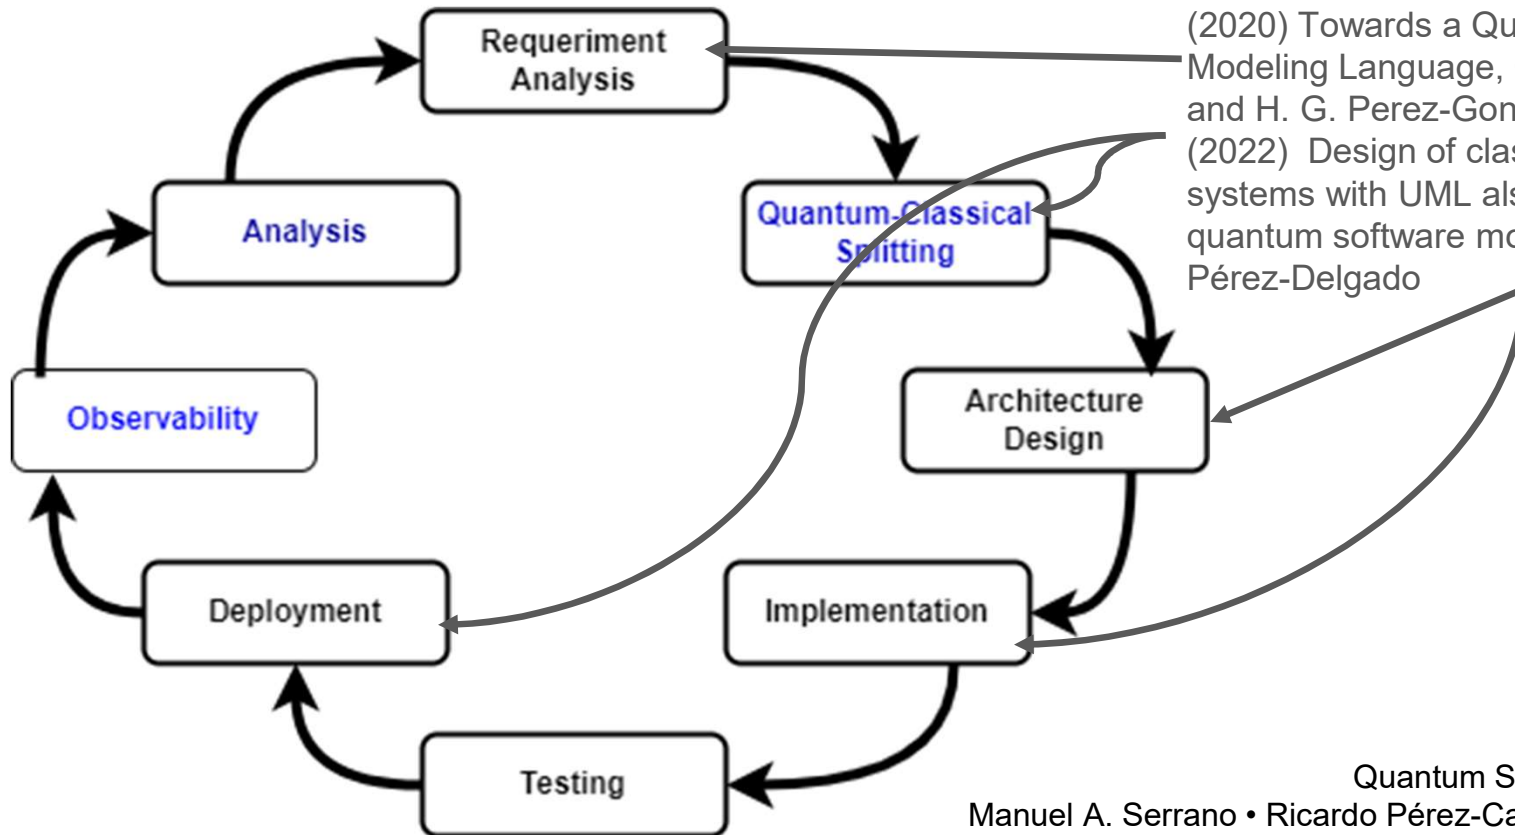 Requeriment
Analysis
(2020) Towards a Qu
Modeling Language,
and H. G. Perez-Gon
(2022) Design of clas
systems with UML als
quantum software mo
Pérez-Delgado
Analysis
Quantum-Classical
Splitting
Observability
Architecture
Design
Deployment
Implementation
Testing
Quantum S
Manuel A. Serrano • Ricardo Pérez-Ca